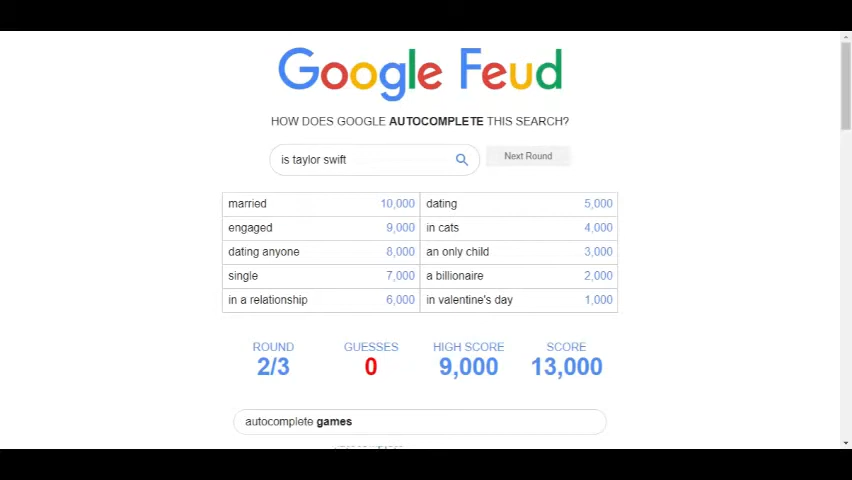 Google Feud
HOW DOES GOOGLE AUTOCOMPLETE THIS SEARCH?
is taylor swift
Next Round
married 10,000 dating 5,000
engaged 9,000 in cats 4,000
dating anyone 8,000 an only child 3,000
single 7,000 a billionaire 2,000
in a relationship 6,000 in valentine's day 1,000
ROUND GUESSES HIGH SCORE SCORE
2/3 0 9,000 13,000
autocomplete games